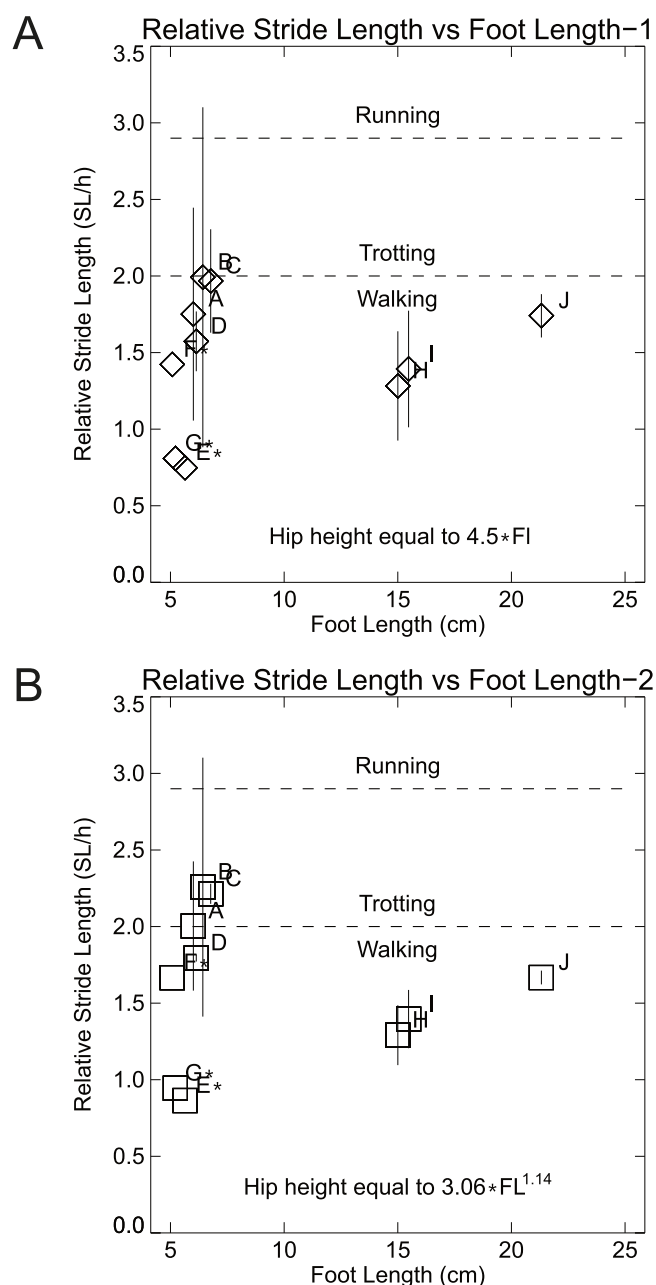 A
Relative Stride Length vs Foot Length−1
3.5
Running
3.0
2.5
B
C
Trotting
2.0
A
Walking
J
D
F*
I
1.5
H
G*
E*
1.0
0.5
Hip height equal to 4.5*Fl
0.0
5 10 15 20 25
Relative Stride Length (SL/h)
Foot Length (cm)
B
Relative Stride Length vs Foot Length−2
3.5
Running
3.0
2.5
B
C
Trotting
2.0
A
D
Walking
F*
J
1.5
I
H
G*
E*
1.0
0.5
Hip height equal to 3.06*FL^1.14
0.0
5 10 15 20 25
Relative Stride Length (SL/h)
Foot Length (cm)